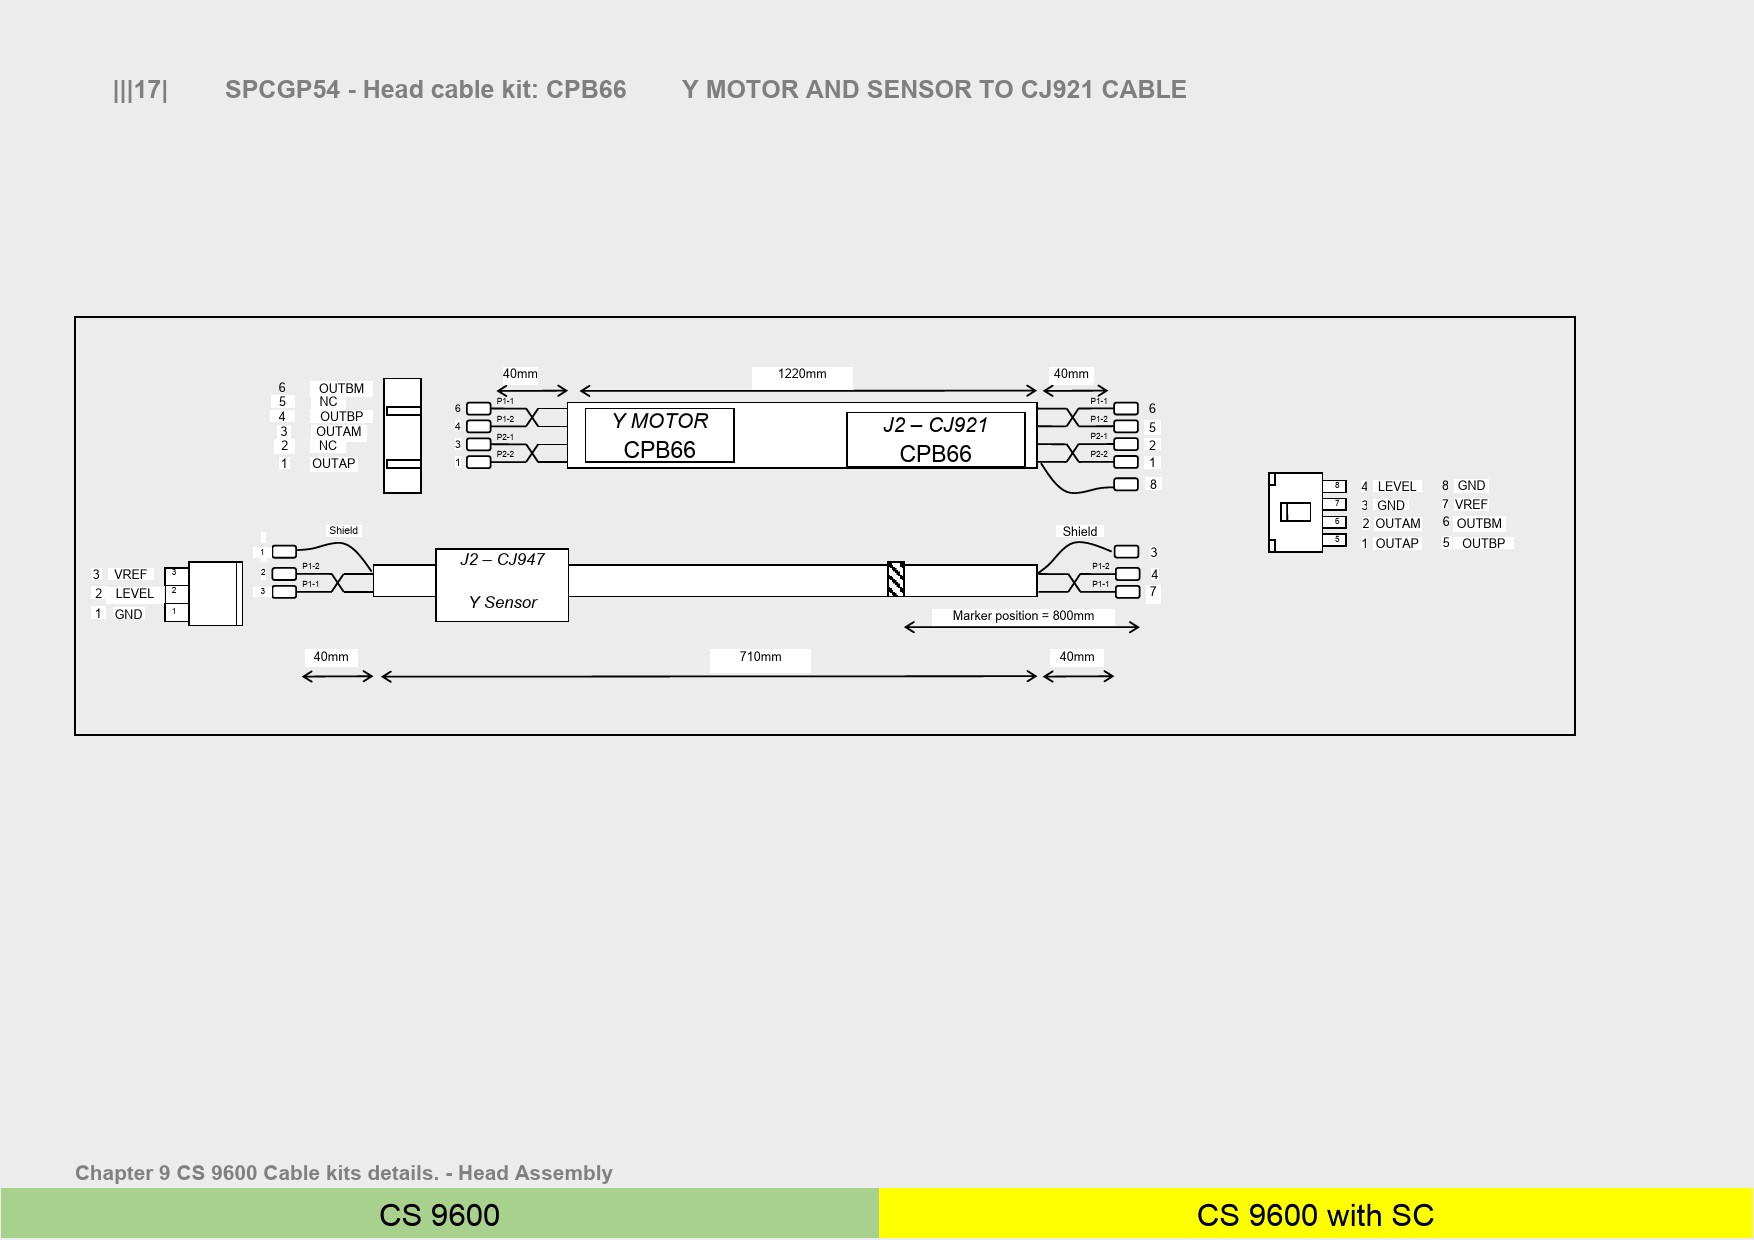 |||17| SPCGP54 - Head cable kit: CPB66 Y MOTOR AND SENSOR TO CJ921 CABLE
40mm 1220mm 40mm
6 OUTBM
5 NC
4 OUTBP
3 OUTAM
2 NC
1 OUTAP
6 P1-1
4 P1-2
3 P2-1
1 P2-2
Y MOTOR
CPB66
J2 – CJ921
CPB66
P1-1 6
P1-2 5
P2-1 2
P2-2 1
8
8 4 LEVEL 8 GND
7 3 GND 7 VREF
6 2 OUTAM 6 OUTBM
5 1 OUTAP 5 OUTBP
3 VREF 3
2 LEVEL 2
1 GND 1
Shield
1
2 P1-2
3 P1-1
J2 – CJ947
Y Sensor
Shield
3
P1-2 4
P1-1 7
Marker position = 800mm
40mm 710mm 40mm
Chapter 9 CS 9600 Cable kits details. - Head Assembly
CS 9600 CS 9600 with SC